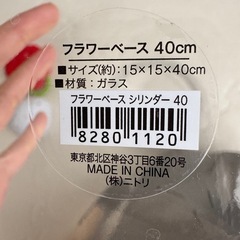 フラワーベース 40cm
■サイズ(約)：15×15×40cm
■材質：ガラス
フラワーベース シリンダー 40
82801120
東京都北区神谷3丁目6番20号
MADE IN CHINA
(株)ニトリ